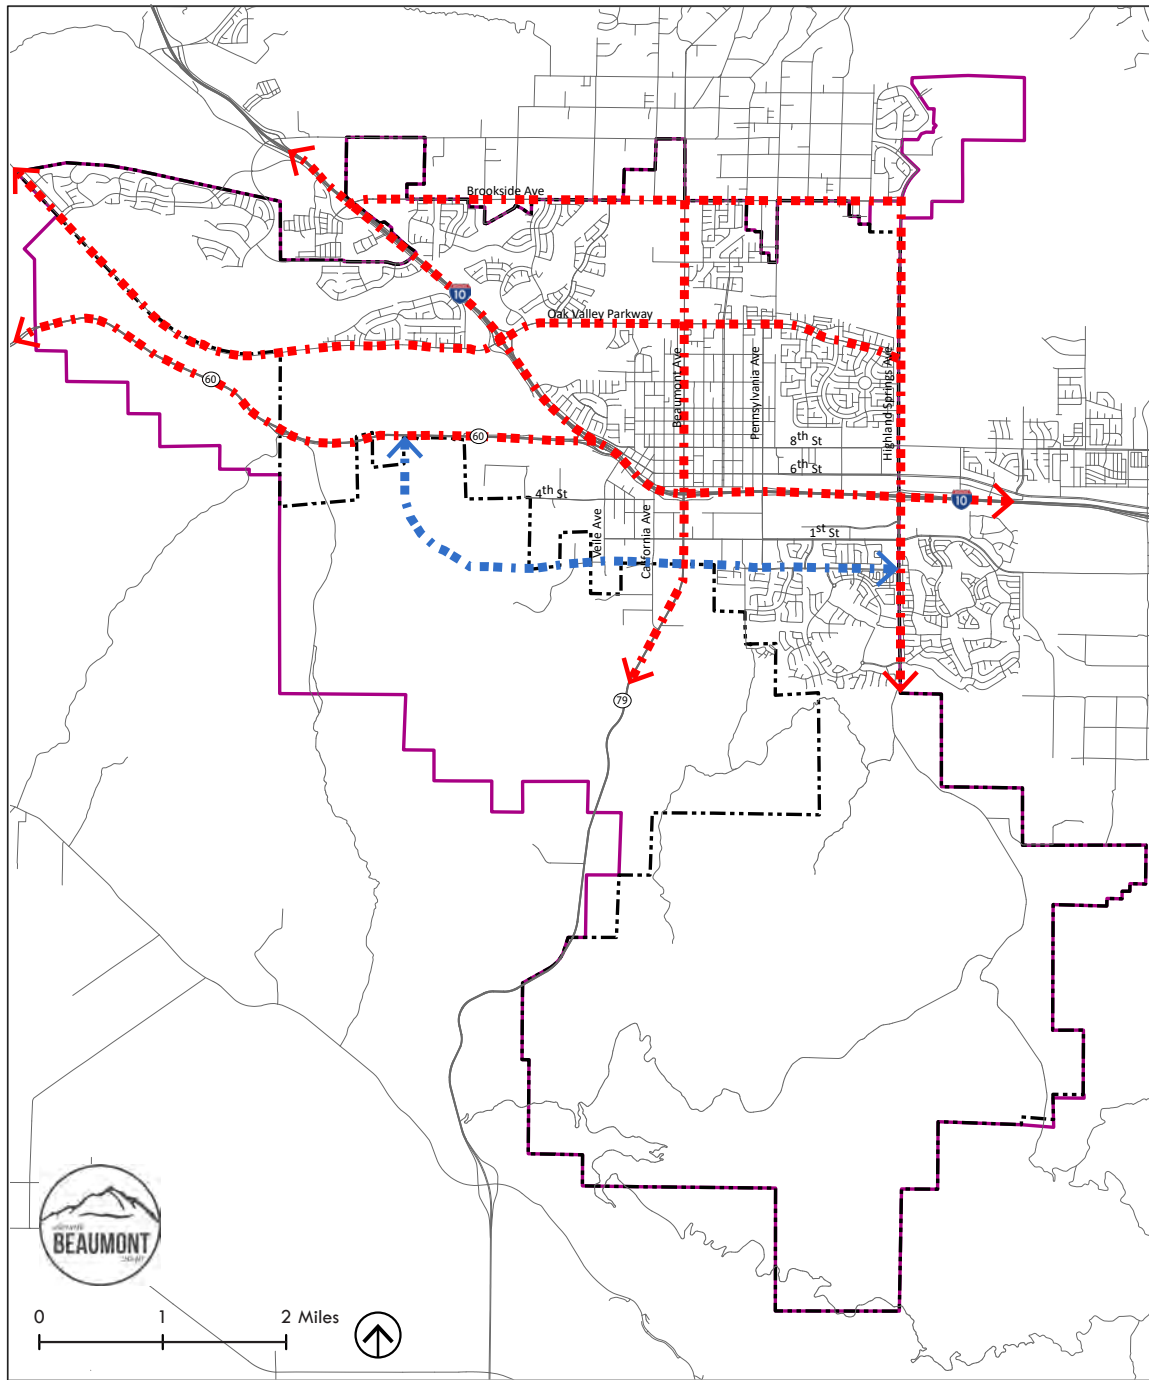 Brookside Ave
10
Oak Valley Parkway
Beaumont Ave
Pennsylvania Ave
Highland Springs Ave
60
60
8th St
6th St
4th St
10
1st St
Veile Ave
California Ave
79
BEAUMONT
0 1 2 Miles